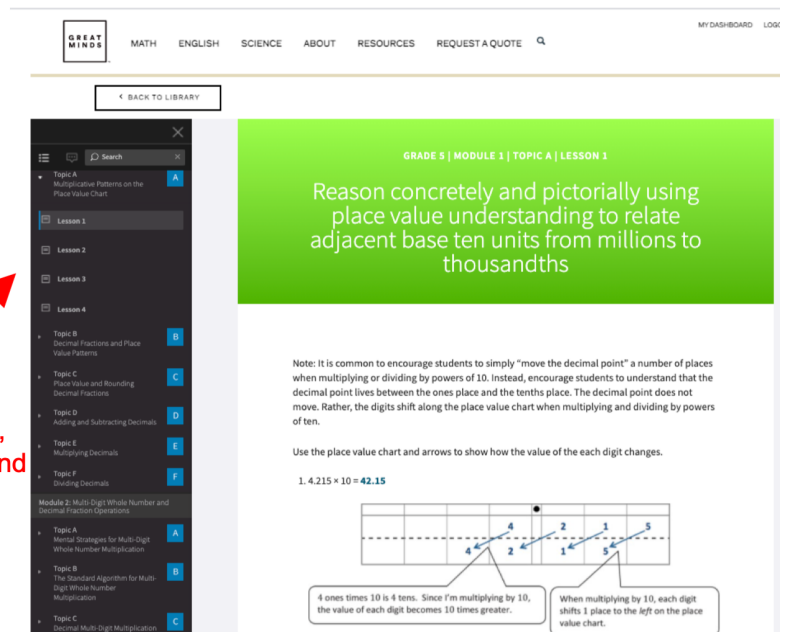 GREAT
MINDS
MATH ENGLISH SCIENCE ABOUT RESOURCES REQUEST A QUOTE
MY DASHBOARD
< BACK TO LIBRARY
Search
Topic A
Multiplicative Patterns on the
Place Value Chart
A
Lesson 1
Lesson 2
Lesson 3
Lesson 4
Topic B
Decimal Fractions and Place
Value Patterns
B
Topic C
Place Value and Rounding
Decimal Fractions
C
Topic D
Adding and Subtracting Decimals
D
Topic E
Multiplying Decimals
E
Topic F
Dividing Decimals
F
Module 2: Multi-Digit Whole Number and
Decimal Fraction Operations
Topic A
Mental Strategies for Multi-Digit
Whole Number Multiplication
A
Topic B
The Standard Algorithm for Multi-
Digit Whole Number
Multiplication
B
Topic C
Decimal Multi-Digit Multiplication
C
GRADE 5 | MODULE 1 | TOPIC A | LESSON 1
Reason concretely and pictorially using
place value understanding to relate
adjacent base ten units from millions to
thousandths
Note: It is common to encourage students to simply “move the decimal point” a number of places
when multiplying or dividing by powers of 10. Instead, encourage students to understand that the
decimal point lives between the ones place and the tenths place. The decimal point does not
move. Rather, the digits shift along the place value chart when multiplying and dividing by powers
of ten.
Use the place value chart and arrows to show how the value of the each digit changes.
1. 4.215 × 10 = 42.15
4 2 1 5
4 2 1 5
4 ones times 10 is 4 tens. Since I'm multiplying by 10,
the value of each digit becomes 10 times greater.
When multiplying by 10, each digit
shifts 1 place to the left on the place
value chart.